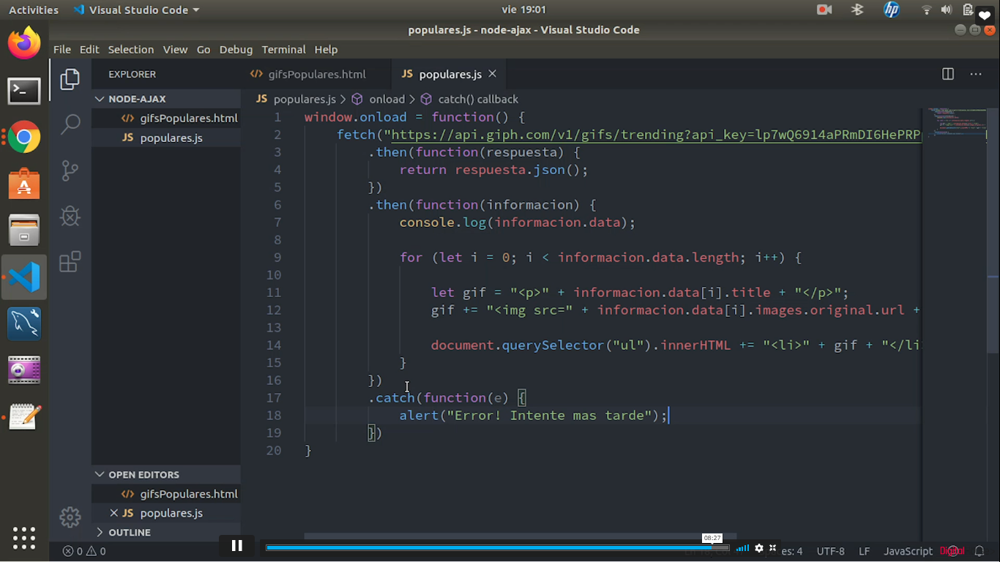 Activities Visual Studio Code vie 19:01
populares.js - node-ajax - Visual Studio Code
File Edit Selection View Go Debug Terminal Help
EXPLORER
NODE-AJAX
gifsPopulares.html
JS populares.js
OPEN EDITORS
gifsPopulares.html
JS populares.js
OUTLINE
gifsPopulares.html JS populares.js
JS populares.js > onload > catch() callback
1 window.onload = function() {
2 fetch("https://api.giph.com/v1/gifs/trending?api_key=lp7wQ6914aPRmDI6HePRP
3 .then(function(respuesta) {
4 return respuesta.json();
5 })
6 .then(function(informacion) {
7 console.log(informacion.data);
8
9 for (let i = 0; i < informacion.data.length; i++) {
10
11 let gif = "<p>" + informacion.data[i].title + "</p>";
12 gif += "<img src=" + informacion.data[i].images.original.url +
13
14 document.querySelector("ul").innerHTML += "<li>" + gif + "</li
15 }
16 })
17 .catch(function(e) {
18 alert("Error! Intente mas tarde");
19 })
20 }
08:27
0 0 es: 4 UTF-8 LF JavaScript Digital
hp